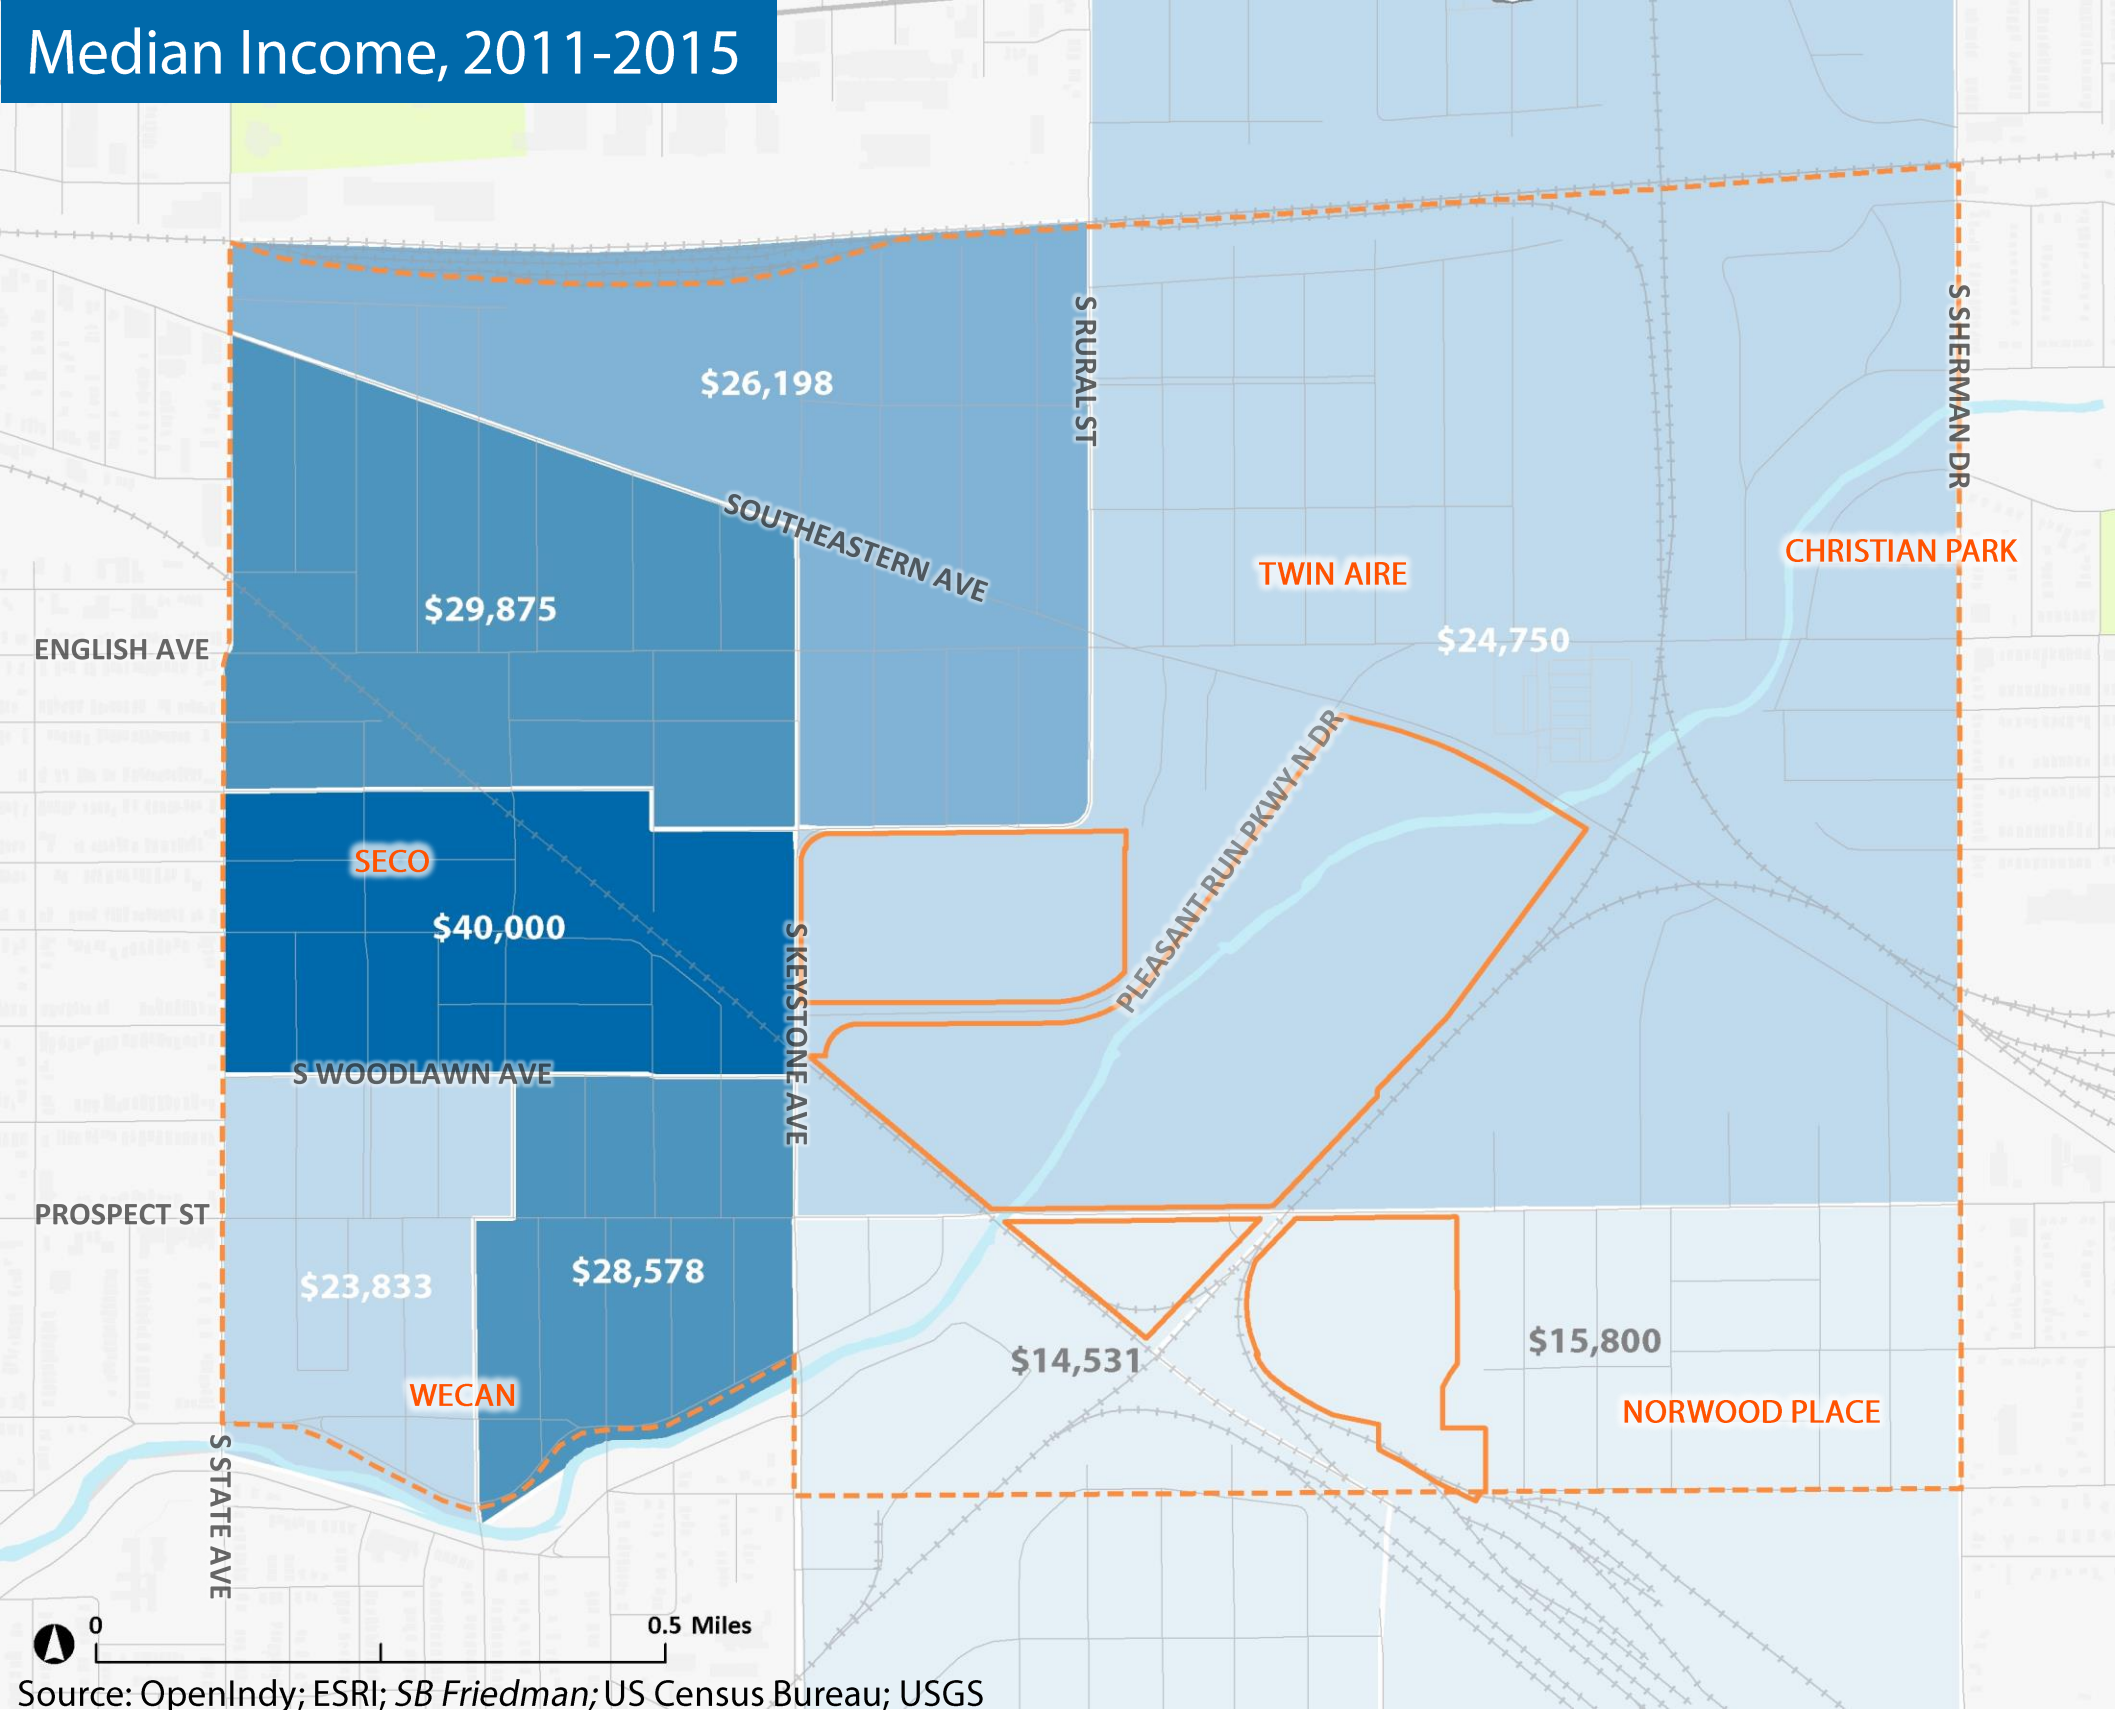 Median Income, 2011-2015
$26,198
S RURAL ST
S SHERMAN DR
SOUTHEASTERN AVE
CHRISTIAN PARK
TWIN AIRE
$29,875
$24,750
ENGLISH AVE
PLEASANT RUN PKWY N DR
SECO
$40,000
S KEYSTONE AVE
S WOODLAWN AVE
PROSPECT ST
$23,833
$28,578
$14,531
$15,800
WECAN
NORWOOD PLACE
S STATE AVE
0
0.5 Miles
Source: OpenIndy; ESRI; SB Friedman; US Census Bureau; USGS